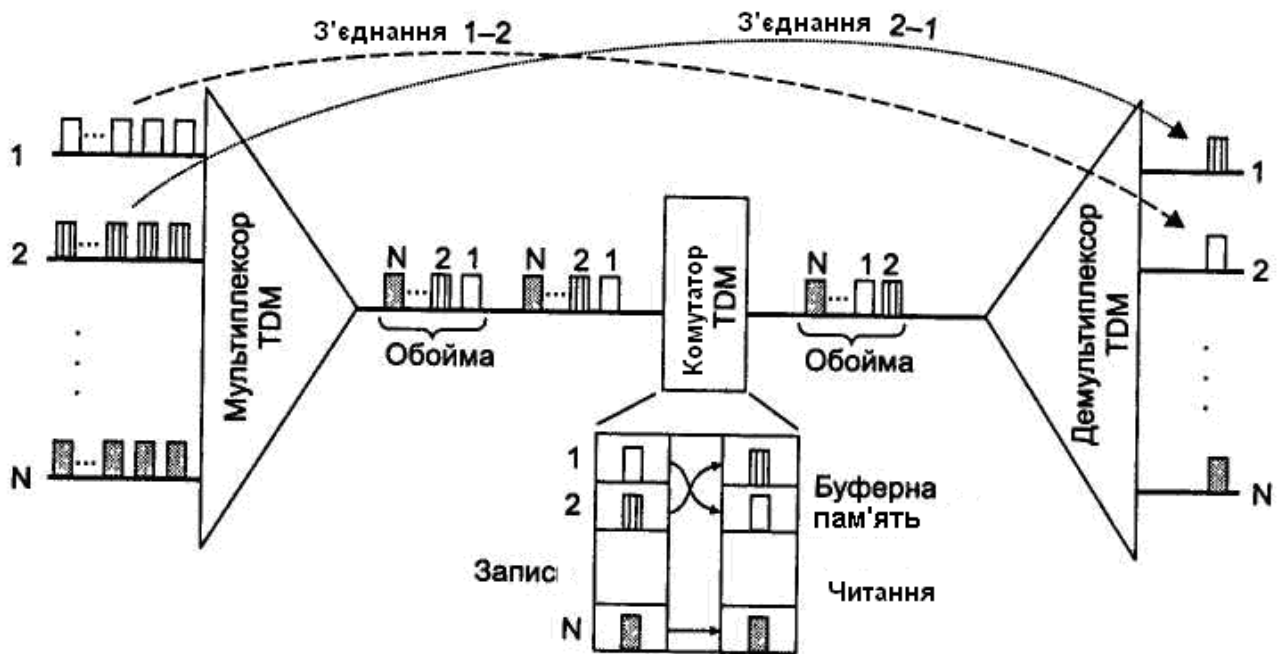 З'єднання 1–2
З'єднання 2–1
1
2
N
Мультиплексор
TDM
N ... 2 1
N ... 2 1
Обойма
Комутатор
TDM
N ... 1 2
Обойма
Демультиплексор
TDM
1
2
N
1
2
N
Запис
Буферна
пам'ять
Читання